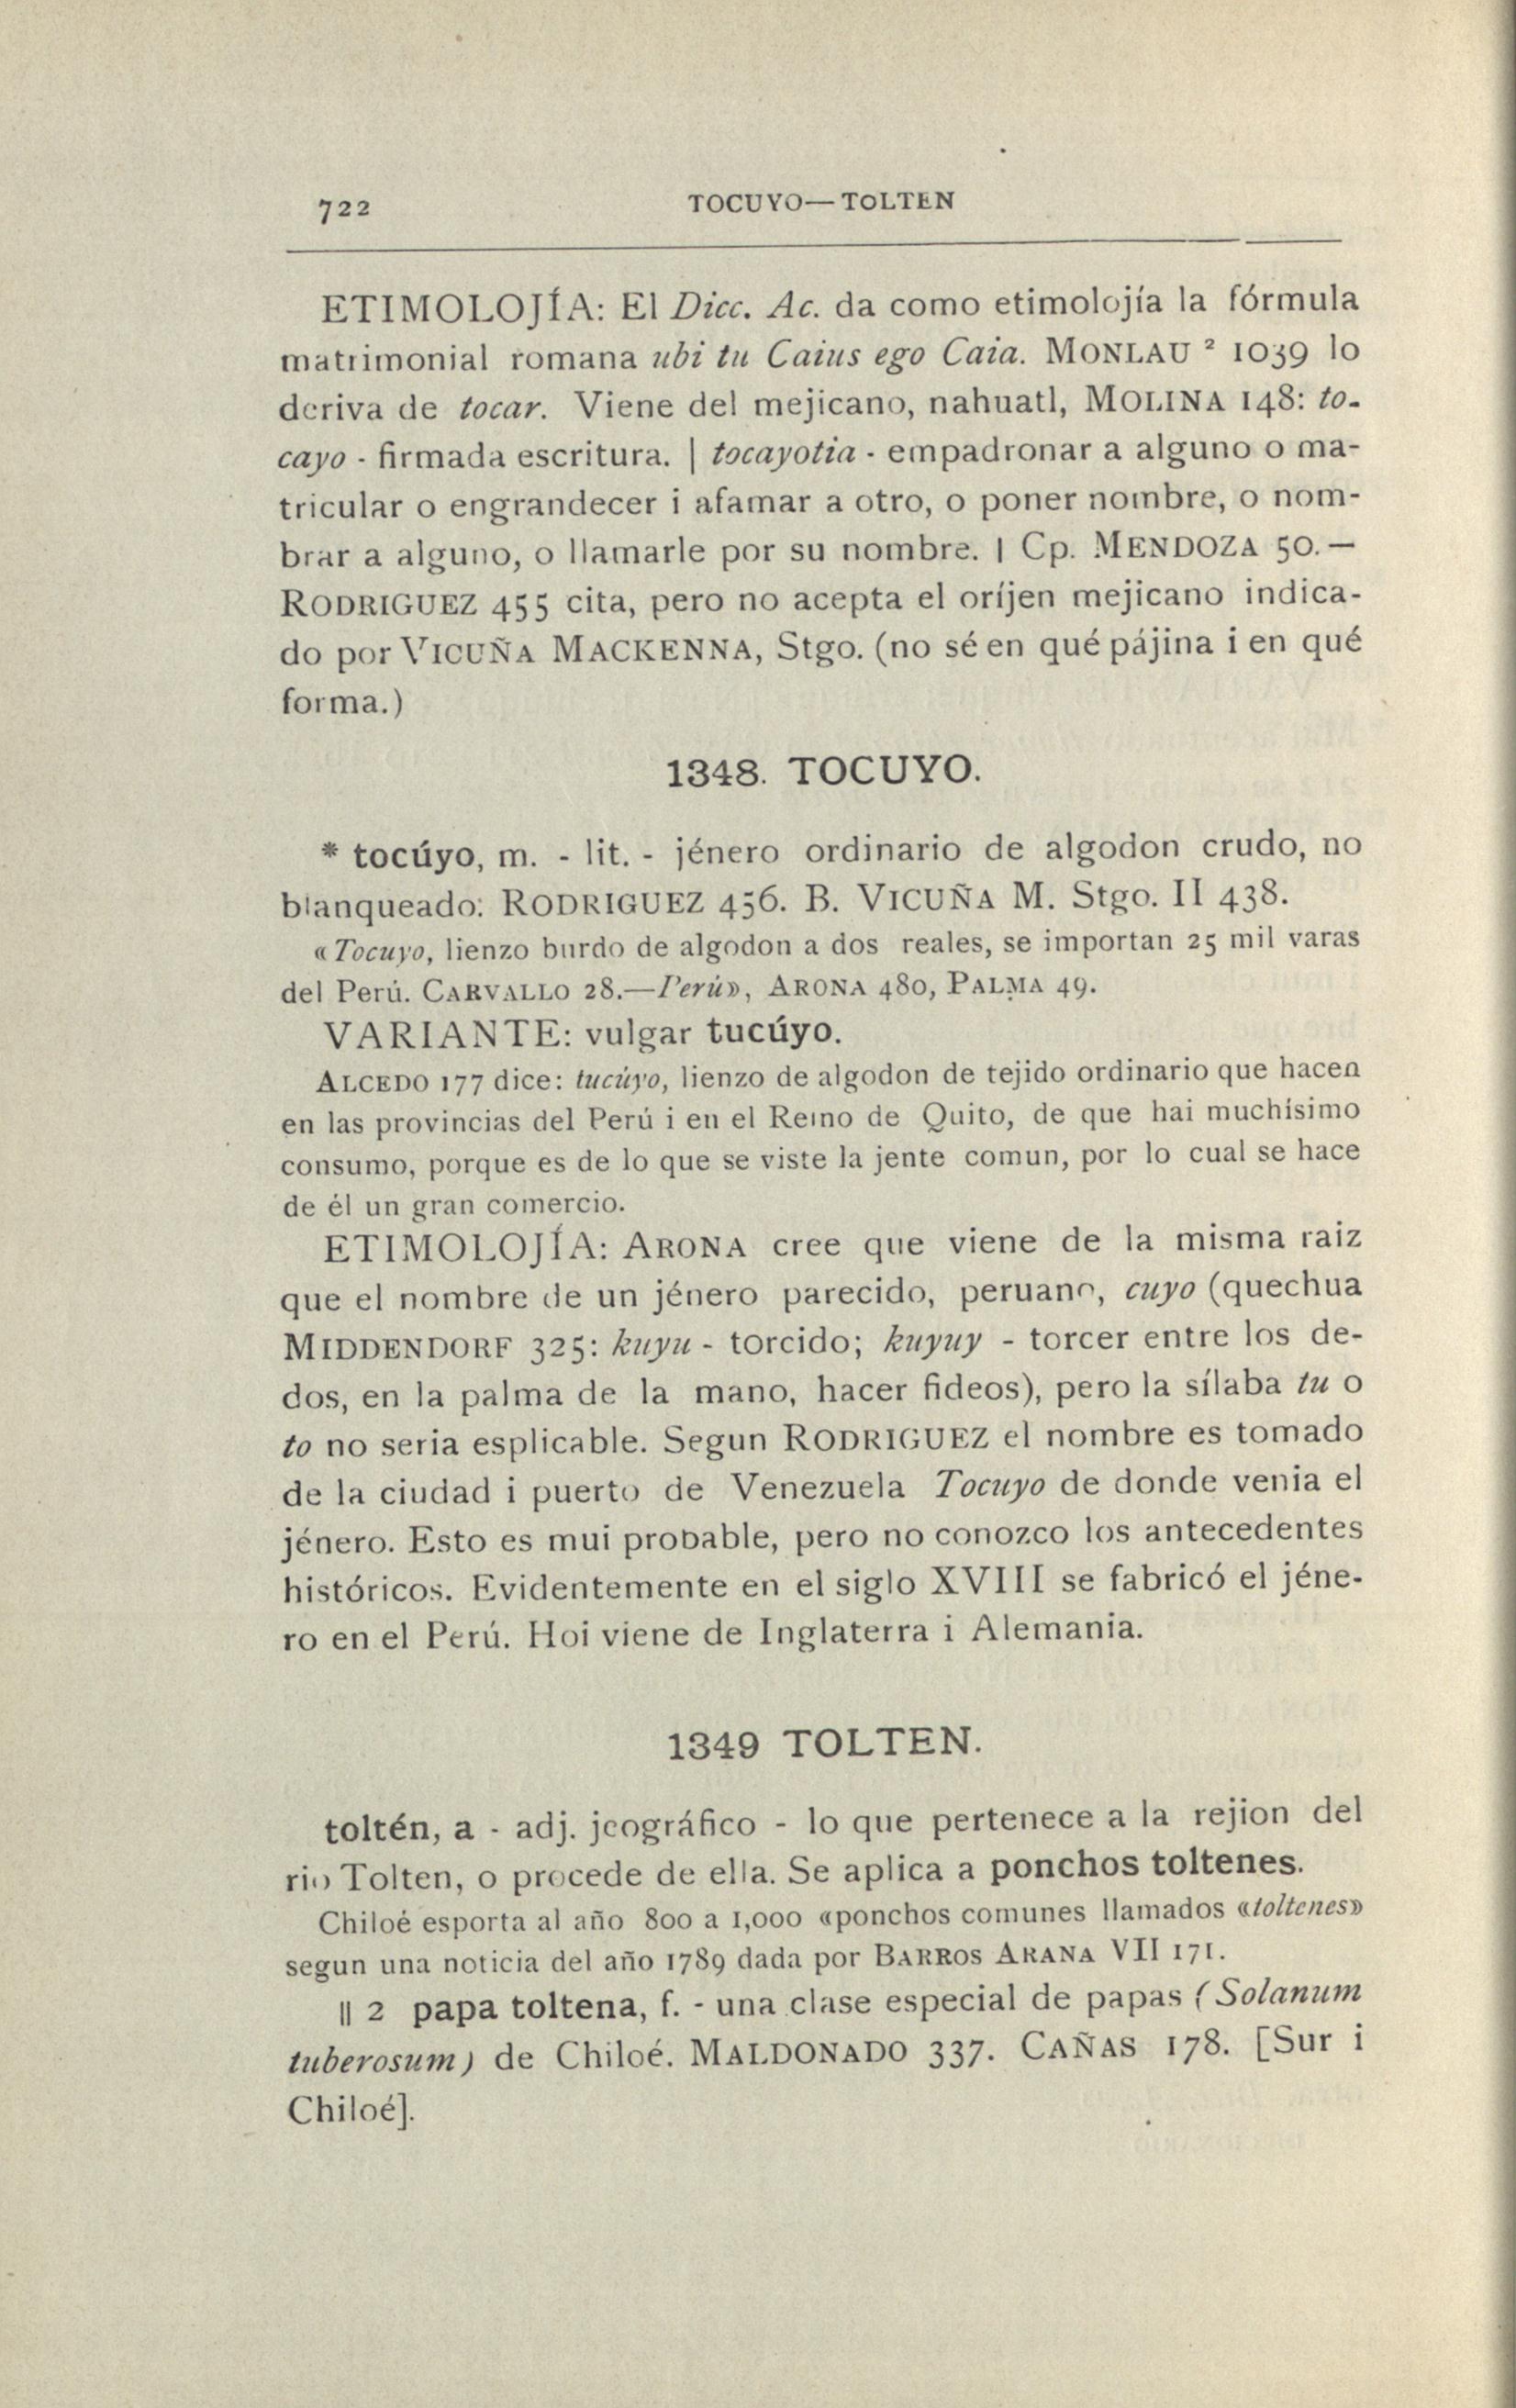 722
TOCUYO—TOLTEN
ETIMOLOJÍA: El Dicc. Ac. da como etimolojía la fórmula
matrimonial romana ubi tu Caius ego Caia. MONLAU ² 1039 lo
deriva de tocar. Viene del mejicano, nahuatl, MOLINA 148: to-
cayo - firmada escritura. | tocayotia - empadronar a alguno o ma-
tricular o engrandecer i afamar a otro, o poner nombre, o nom-
brar a alguno, o llamarle por su nombre. | Cp. MENDOZA 50.—
RODRIGUEZ 455 cita, pero no acepta el oríjen mejicano indica-
do por VICUÑA MACKENNA, Stgo. (no sé en qué pájina i en qué
forma.)
1348. TOCUYO.
* tocúyo, m. - lit. - jénero ordinario de algodon crudo, no
blanqueado: RODRIGUEZ 456. B. VICUÑA M. Stgo. II 438.
«Tocuyo, lienzo burdo de algodon a dos reales, se importan 25 mil varas
del Perú. CARVALLO 28.—Perú», ARONA 480, PALMA 49.
VARIANTE: vulgar tucúyo.
ALCEDO 177 dice: tucúyo, lienzo de algodon de tejido ordinario que hacen
en las provincias del Perú i en el Reino de Quito, de que hai muchísimo
consumo, porque es de lo que se viste la jente comun, por lo cual se hace
de él un gran comercio.
ETIMOLOJÍA: ARONA cree que viene de la misma raiz
que el nombre de un jénero parecido, peruano, cuyo (quechua
MIDDENDORF 325: kuyu - torcido; kuyuy - torcer entre los de-
dos, en la palma de la mano, hacer fideos), pero la sílaba tu o
to no seria esplicable. Segun RODRIGUEZ el nombre es tomado
de la ciudad i puerto de Venezuela Tocuyo de donde venia el
jénero. Esto es mui probable, pero no conozco los antecedentes
históricos. Evidentemente en el siglo XVIII se fabricó el jéne-
ro en el Perú. Hoi viene de Inglaterra i Alemania.
1349 TOLTEN.
toltén, a - adj. jeográfico - lo que pertenece a la rejion del
rio Tolten, o procede de ella. Se aplica a ponchos toltenes.
Chiloé esporta al año 800 a 1,000 «ponchos comunes llamados «toltenes»
segun una noticia del año 1789 dada por BARROS ARANA VII 171.
|| 2 papa toltena, f. - una clase especial de papas (Solanum
tuberosum) de Chiloé. MALDONADO 337. CAÑAS 178. [Sur i
Chiloé].